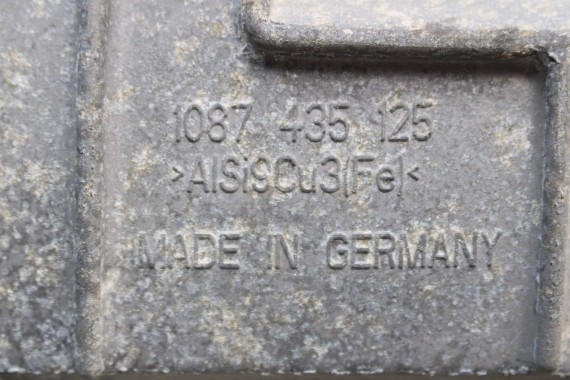 1087 435 125
>AlSi9Cu3(Fe)<
MADE IN GERMANY